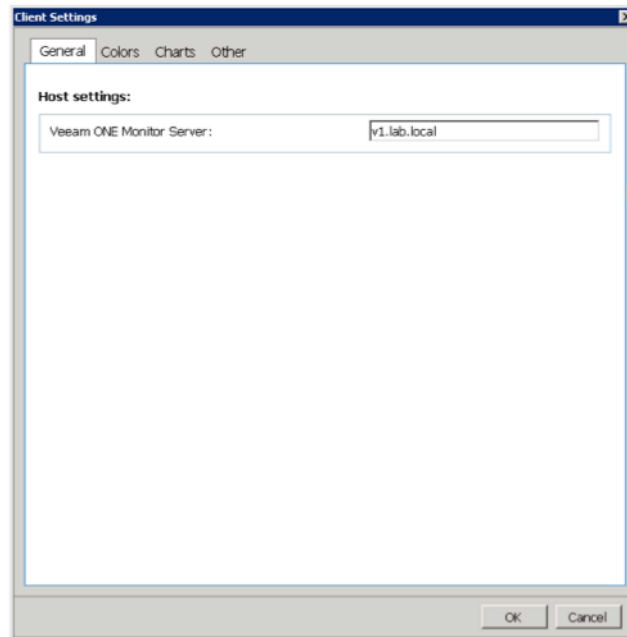 Client Settings
General Colors Charts Other
Host settings:
Veeam ONE Monitor Server: v1.lab.local
OK Cancel